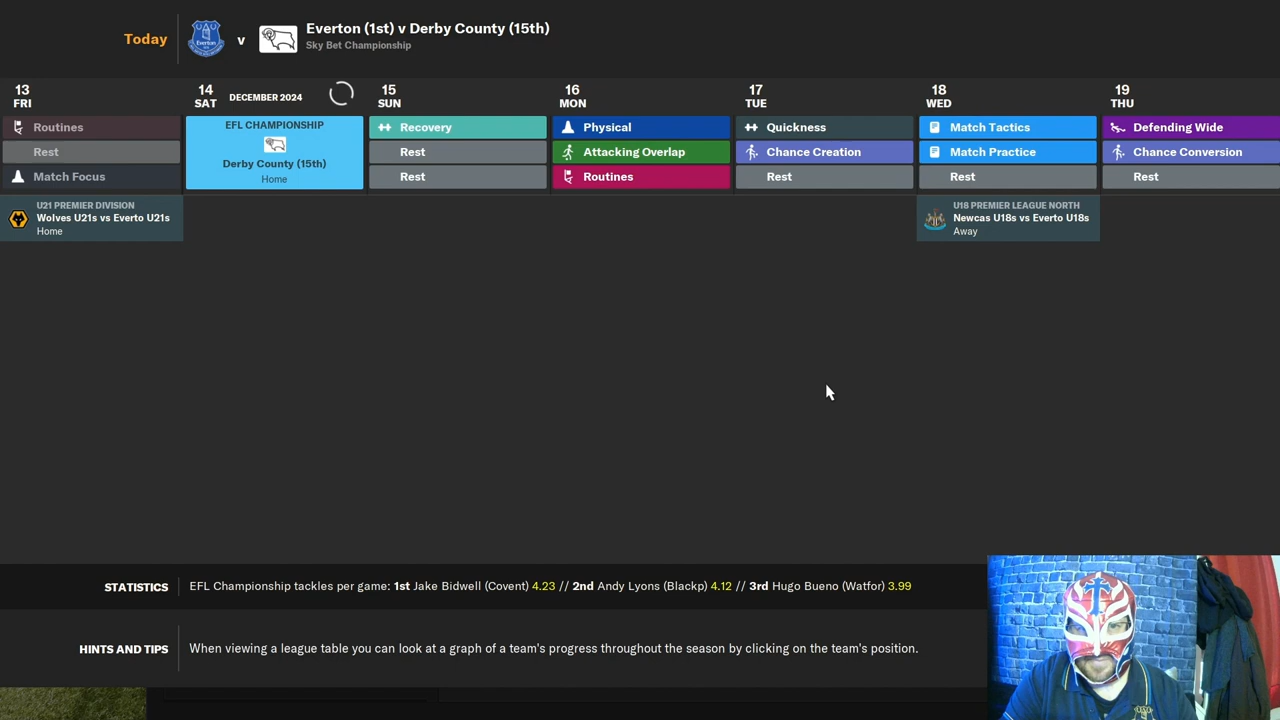 Today
v
Everton (1st) v Derby County (15th)
Sky Bet Championship
13
FRI
14
SAT
DECEMBER 2024
15
SUN
16
MON
17
TUE
18
WED
19
THU
Routines
Rest
Match Focus
EFL CHAMPIONSHIP
Derby County (15th)
Home
Recovery
Rest
Rest
Physical
Attacking Overlap
Routines
Quickness
Chance Creation
Rest
Match Tactics
Match Practice
Rest
Defending Wide
Chance Conversion
Rest
U21 PREMIER DIVISION
Wolves U21s vs Everto U21s
Home
U18 PREMIER LEAGUE NORTH
Newcas U18s vs Everto U18s
Away
STATISTICS
EFL Championship tackles per game: 1st Jake Bidwell (Covent) 4.23 // 2nd Andy Lyons (Blackp) 4.12 // 3rd Hugo Bueno (Watfor) 3.99
HINTS AND TIPS
When viewing a league table you can look at a graph of a team's progress throughout the season by clicking on the team's position.